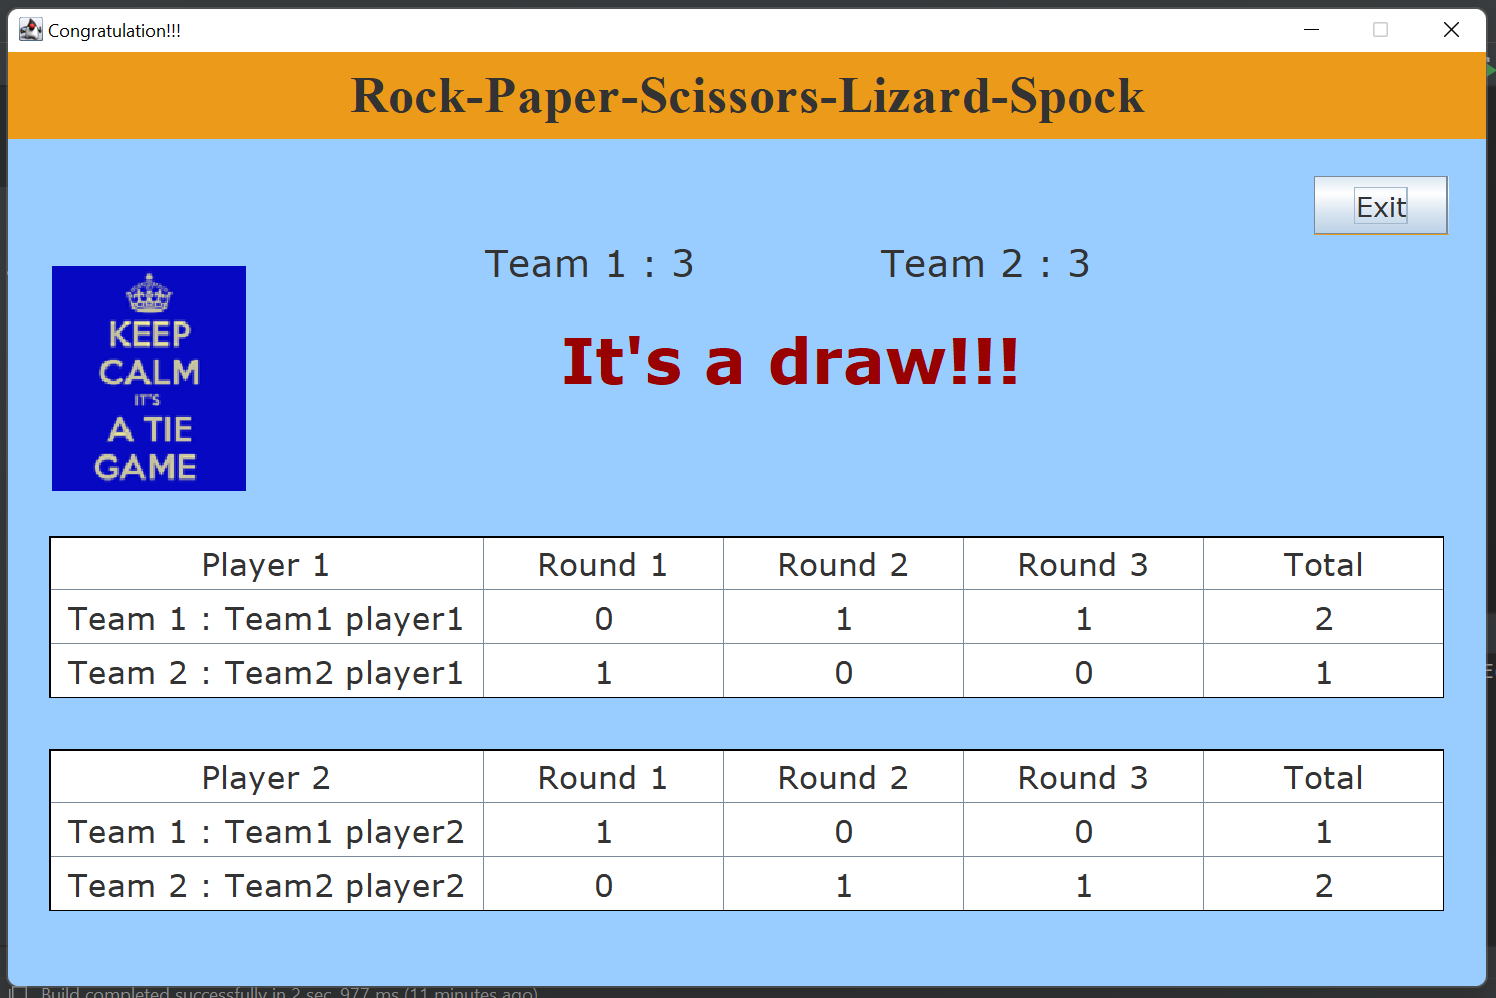 Congratulation!!!
Rock-Paper-Scissors-Lizard-Spock
Exit
Team 1 : 3 Team 2 : 3
KEEP
CALM
IT'S
A TIE
GAME
It's a draw!!!
Player 1 Round 1 Round 2 Round 3 Total
Team 1 : Team1 player1 0 1 1 2
Team 2 : Team2 player1 1 0 0 1
Player 2 Round 1 Round 2 Round 3 Total
Team 1 : Team1 player2 1 0 0 1
Team 2 : Team2 player2 0 1 1 2
Build completed successfully in 2 sec, 977 ms (11 minutes ago)